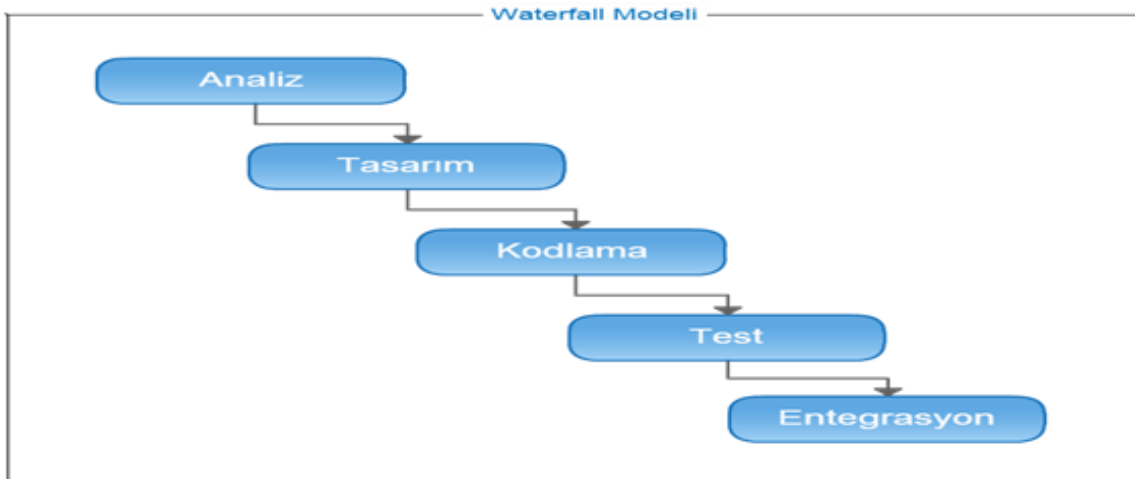 Waterfall Modeli
Analiz
Tasarım
Kodlama
Test
Entegrasyon